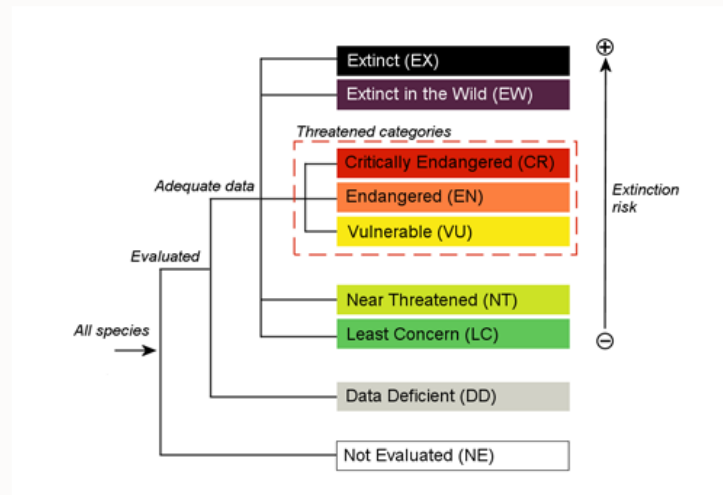 Extinct (EX)
Extinct in the Wild (EW)
Threatened categories
Critically Endangered (CR)
Adequate data
Endangered (EN)
Extinction
risk
Vulnerable (VU)
Evaluated
Near Threatened (NT)
All species
Least Concern (LC)
Data Deficient (DD)
Not Evaluated (NE)